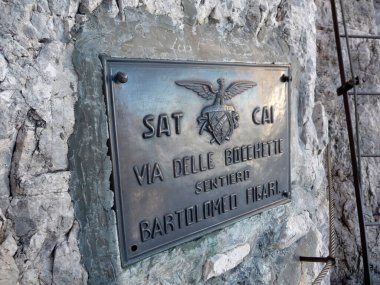 SAT CAI
VIA DELLE BOCCHETTE
SENTIERO
BARTOLOMEO FIGARI